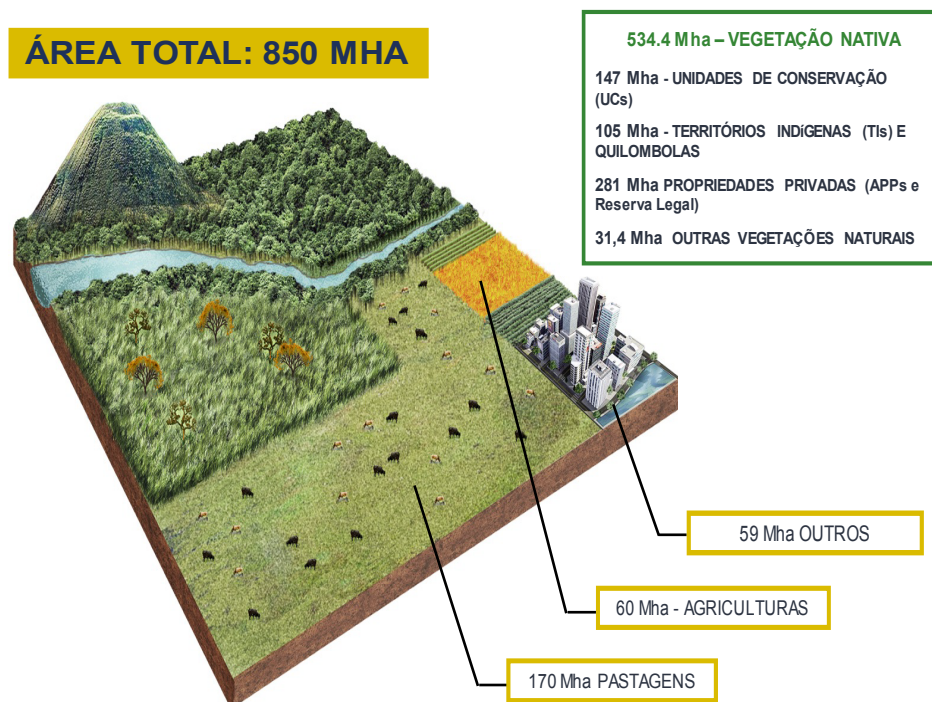 ÁREA TOTAL: 850 MHA
534.4 Mha – VEGETAÇÃO NATIVA
147 Mha - UNIDADES DE CONSERVAÇÃO
(UCs)
105 Mha - TERRITÓRIOS INDíGENAS (TIs) E
QUILOMBOLAS
281 Mha PROPRIEDADES PRIVADAS (APPs e
Reserva Legal)
31,4 Mha OUTRAS VEGETAÇÕES NATURAIS
59 Mha OUTROS
60 Mha - AGRICULTURAS
170 Mha PASTAGENS